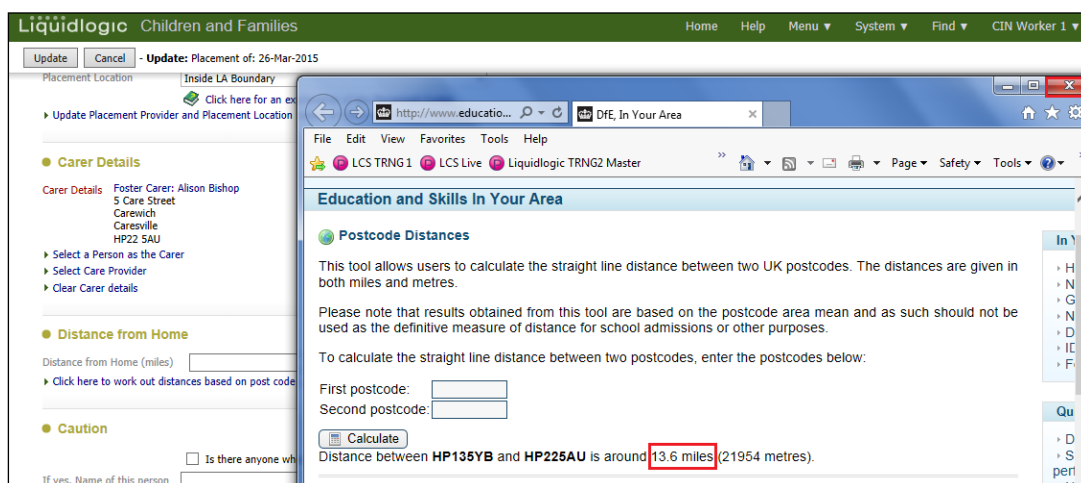 Liquidlogic Children and Families Home Help Menu ▾ System ▾ Find ▾ CIN Worker 1 ▾
Update Cancel - Update: Placement of: 26-Mar-2015
Placement Location Inside LA Boundary
Click here for an ex
Update Placement Provider and Placement Location
Carer Details
Carer Details Foster Carer: Alison Bishop
5 Care Street
Carewich
Caresville
HP22 5AU
Select a Person as the Carer
Select Care Provider
Clear Carer details
Distance from Home
Distance from Home (miles)
Click here to work out distances based on post code
Caution
Is there anyone wh
If yes, Name of this person
http://www.educatio... DfE, In Your Area
File Edit View Favorites Tools Help
LCS TRNG 1 LCS Live Liquidlogic TRNG2 Master » Page ▾ Safety ▾ Tools ▾
Education and Skills In Your Area
Postcode Distances
This tool allows users to calculate the straight line distance between two UK postcodes. The distances are given in
both miles and metres.
Please note that results obtained from this tool are based on the postcode area mean and as such should not be
used as the definitive measure of distance for school admissions or other purposes.
To calculate the straight line distance between two postcodes, enter the postcodes below:
First postcode:
Second postcode:
Calculate
Distance between HP135YB and HP225AU is around 13.6 miles (21954 metres).
In Y
H
N
G
N
D
Qu
D
S